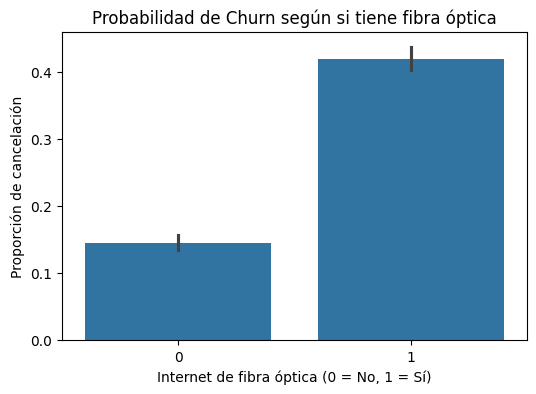 Probabilidad de Churn según si tiene fibra óptica
Proporción de cancelación
0.4
0.3
0.2
0.1
0.0
0
1
Internet de fibra óptica (0 = No, 1 = Sí)